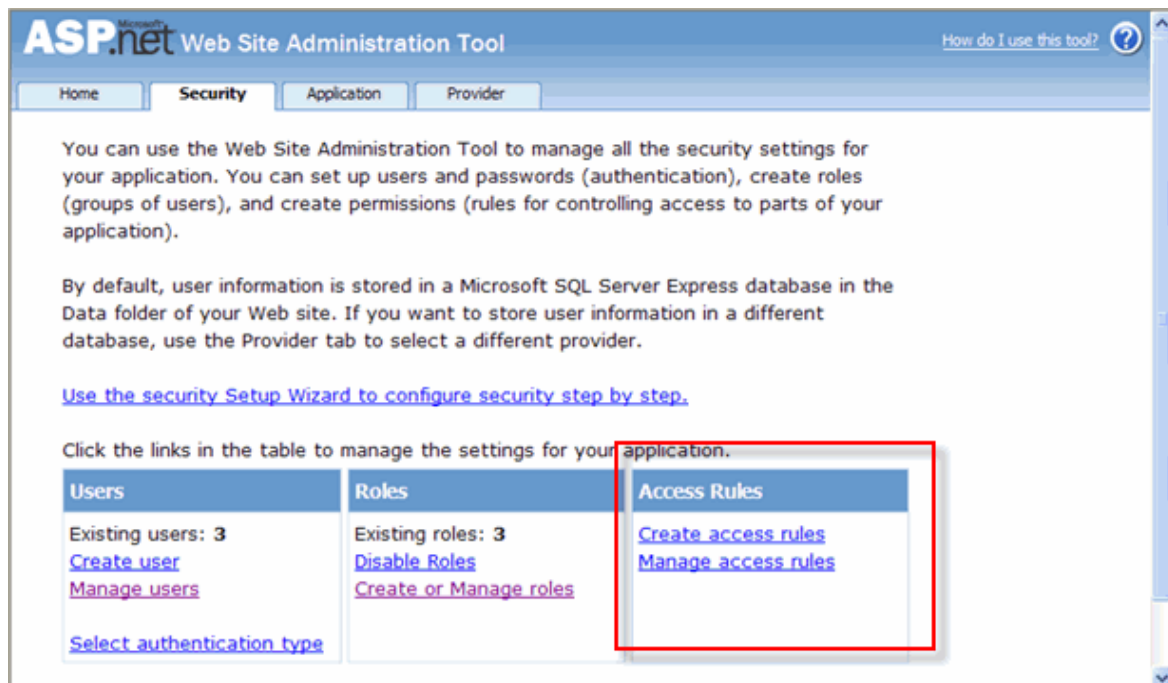 Microsoft
ASP.net Web Site Administration Tool
How do I use this tool? ?
Home Security Application Provider
You can use the Web Site Administration Tool to manage all the security settings for
your application. You can set up users and passwords (authentication), create roles
(groups of users), and create permissions (rules for controlling access to parts of your
application).
By default, user information is stored in a Microsoft SQL Server Express database in the
Data folder of your Web site. If you want to store user information in a different
database, use the Provider tab to select a different provider.
Use the security Setup Wizard to configure security step by step.
Click the links in the table to manage the settings for your application.
Users
Existing users: 3
Create user
Manage users
Select authentication type
Roles
Existing roles: 3
Disable Roles
Create or Manage roles
Access Rules
Create access rules
Manage access rules